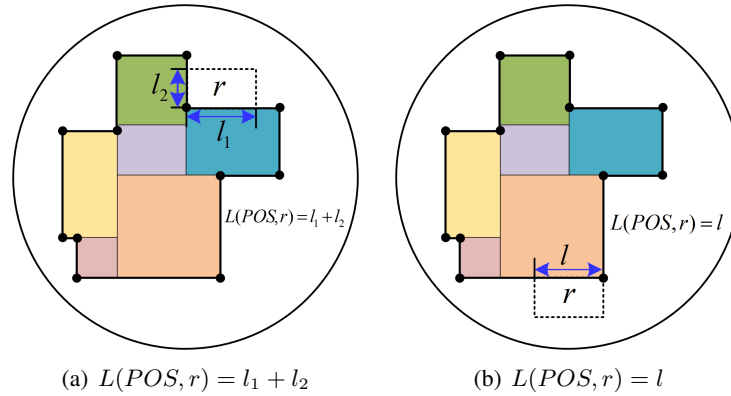 l₂
r
l₁
L(POS,r)=l₁+l₂
L(POS,r)=l
l
r
(a) L(POS, r) = l₁ + l₂
(b) L(POS, r) = l